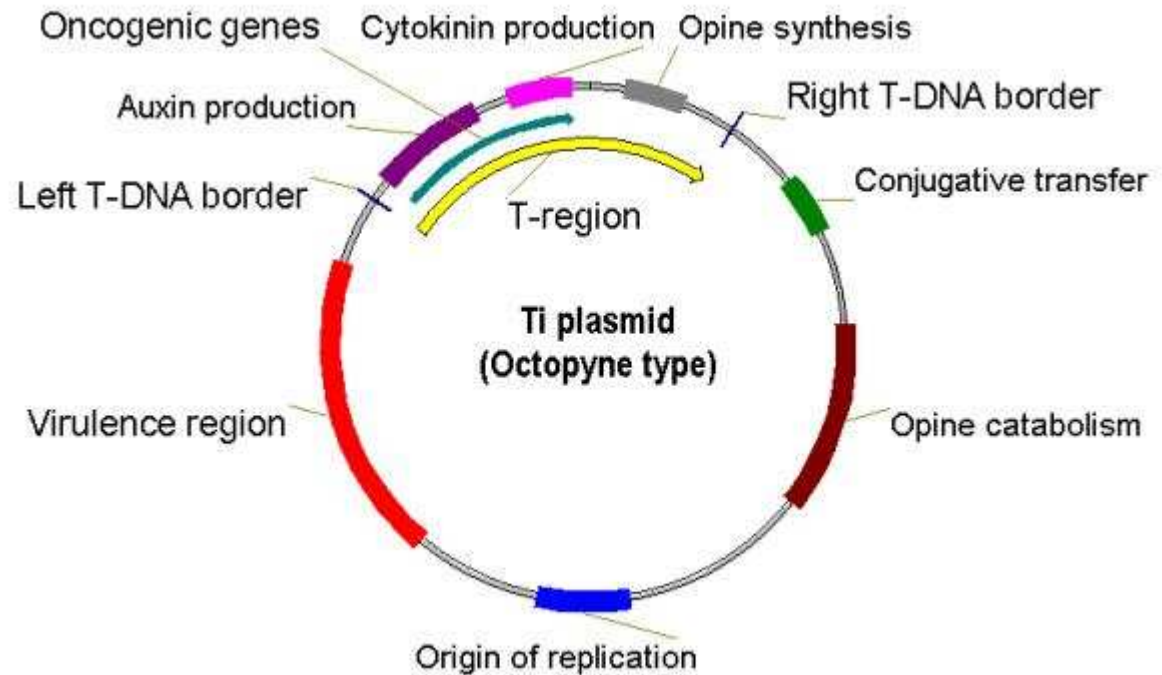 Oncogenic genes
Cytokinin production
Opine synthesis
Auxin production
Right T-DNA border
Left T-DNA border
Conjugative transfer
T-region
Ti plasmid
(Octopyne type)
Virulence region
Opine catabolism
Origin of replication